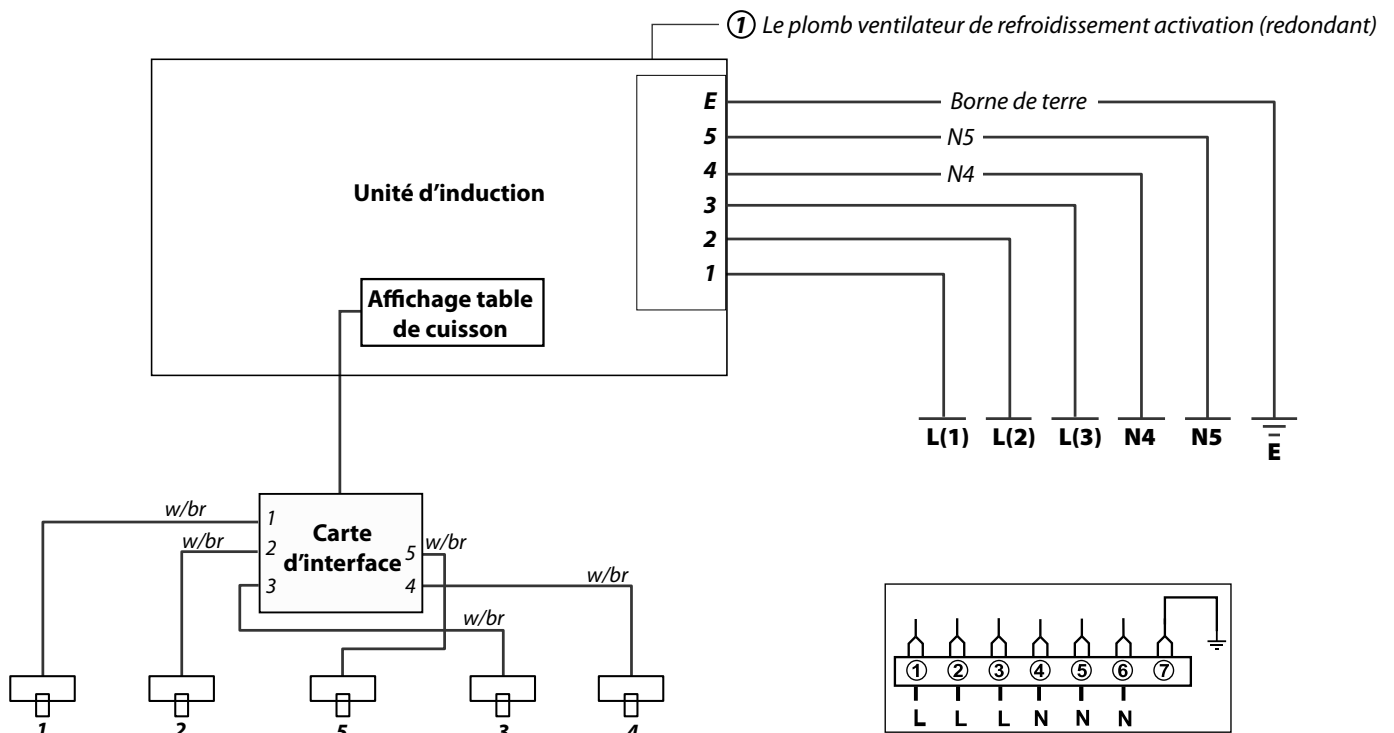 ① Le plomb ventilateur de refroidissement activation (redondant)
E
Borne de terre
5
N5
4
N4
3
2
1
Unité d'induction
Affichage table
de cuisson
L(1) L(2) L(3) N4 N5 E
w/br
1
w/br
2
3
Carte
d'interface
5
w/br
4
w/br
w/br
1 2 5 3 4
① ② ③ ④ ⑤ ⑥ ⑦
L L L N N N